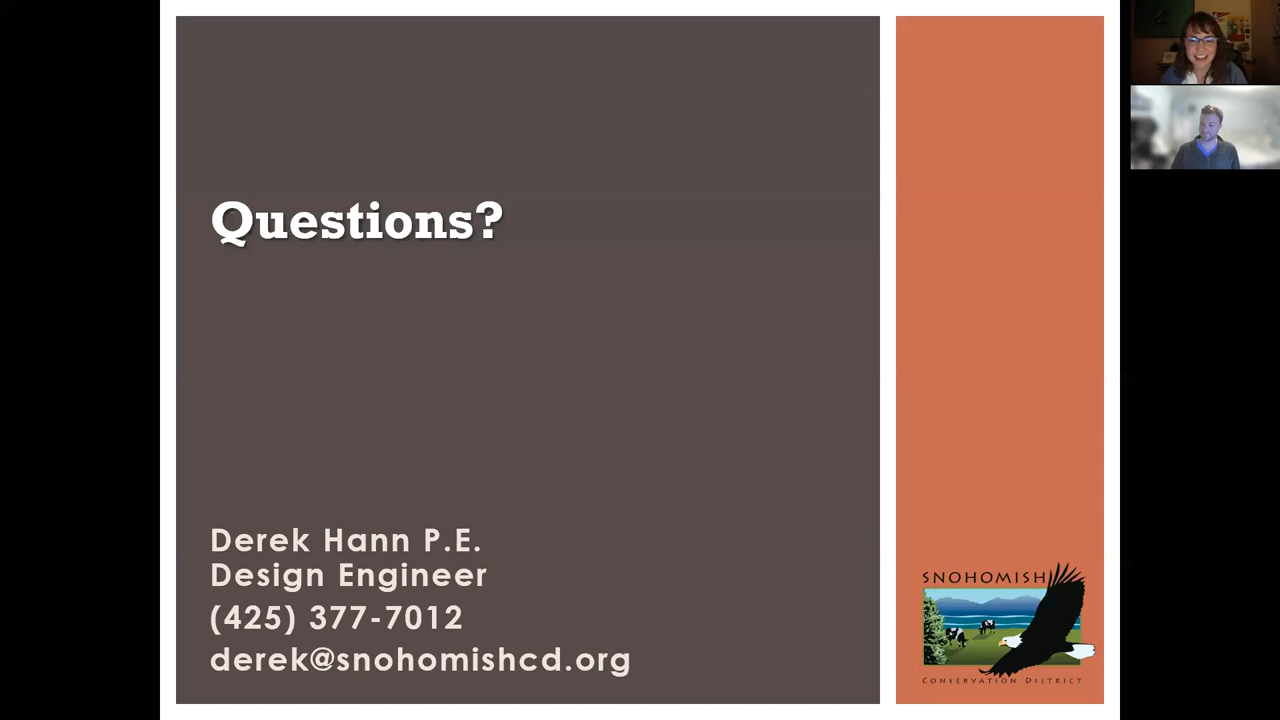 Questions?
Derek Hann P.E.
Design Engineer
(425) 377-7012
derek@snohomishcd.org
SNOHOMISH
CONSERVATION DISTRICT